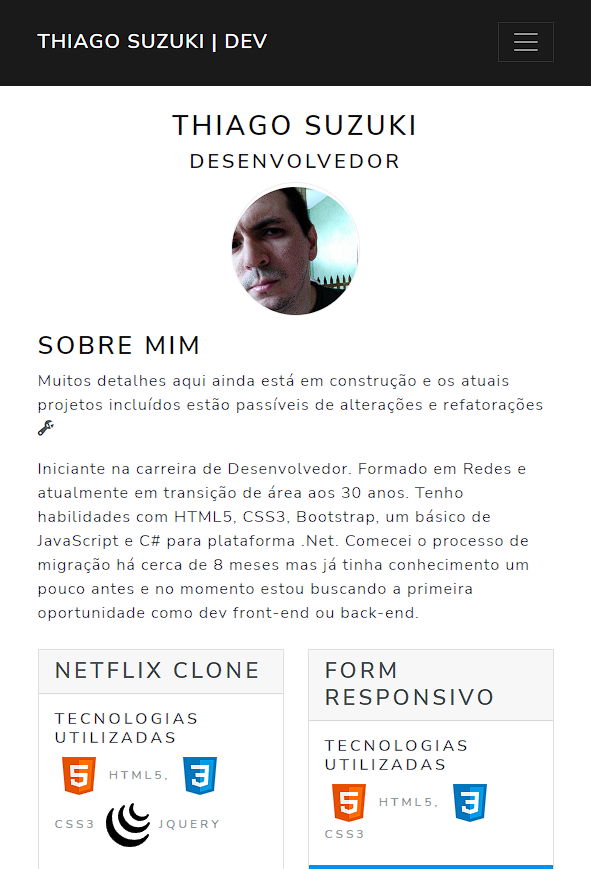 THIAGO SUZUKI | DEV
THIAGO SUZUKI
DESENVOLVEDOR
SOBRE MIM
Muitos detalhes aqui ainda está em construção e os atuais
projetos incluídos estão passíveis de alterações e refatorações
Iniciante na carreira de Desenvolvedor. Formado em Redes e
atualmente em transição de área aos 30 anos. Tenho
habilidades com HTML5, CSS3, Bootstrap, um básico de
JavaScript e C# para plataforma .Net. Comecei o processo de
migração há cerca de 8 meses mas já tinha conhecimento um
pouco antes e no momento estou buscando a primeira
oportunidade como dev front-end ou back-end.
NETFLIX CLONE
TECNOLOGIAS
UTILIZADAS
5 HTML5, 3
CSS3 JQUERY
FORM
RESPONSIVO
TECNOLOGIAS
UTILIZADAS
5 HTML5, 3
CSS3